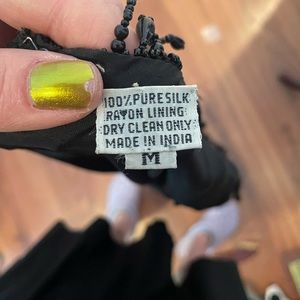 100% PURE SILK
RAYON LINING
DRY CLEAN ONLY
MADE IN INDIA
M